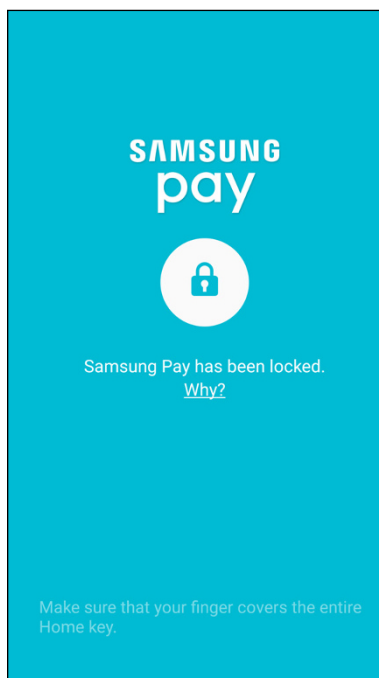 SAMSUNG
pay
Samsung Pay has been locked.
Why?
Make sure that your finger covers the entire
Home key.